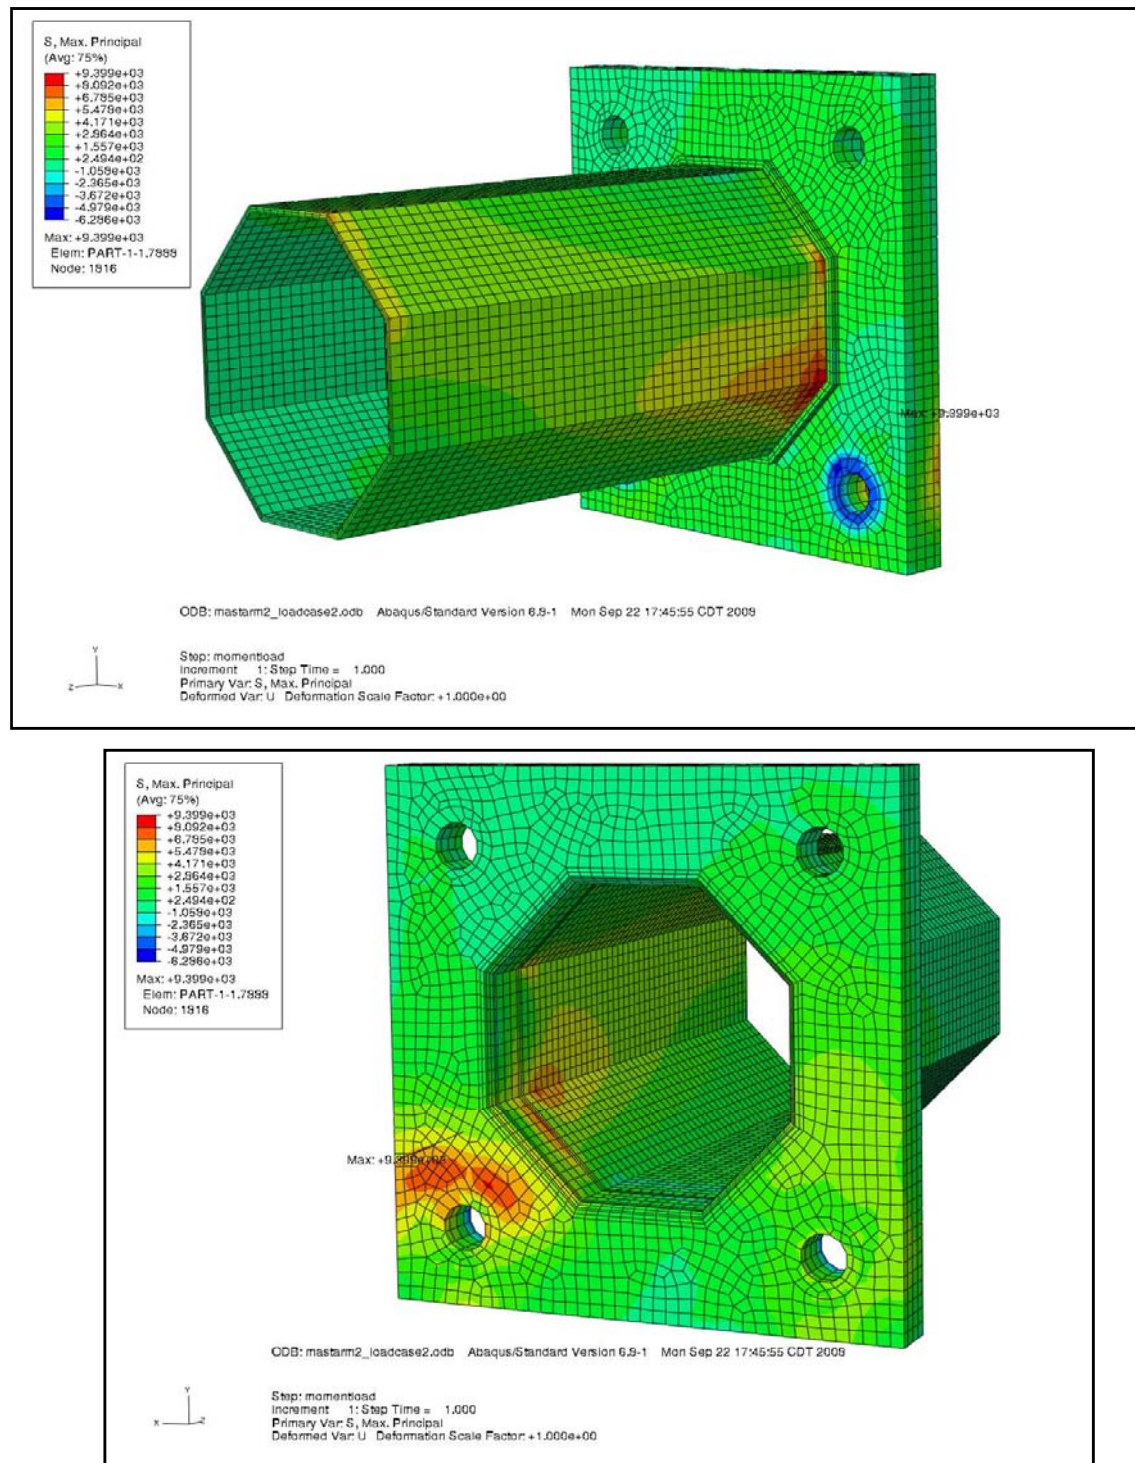 S, Max. Principal
(Avg: 75%)
+9.399e+03
+8.092e+03
+6.785e+03
+5.478e+03
+4.171e+03
+2.864e+03
+1.557e+03
+2.494e+02
-1.058e+03
-2.365e+03
-3.672e+03
-4.979e+03
-6.286e+03
Max: +9.399e+03
Elem: PART-1-1.7888
Node: 1816
Max: +9.399e+03
ODB: mastarm2_loadcase2.odb Abaqus/Standard Version 6.8-1 Mon Sep 22 17:45:55 CDT 2008
Y
Z X
Step: momentload
Increment 1: Step Time = 1.000
Primary Var: S, Max. Principal
Deformed Var: U Deformation Scale Factor: +1.000e+00
S, Max. Principal
(Avg: 75%)
+9.399e+03
+8.092e+03
+6.785e+03
+5.478e+03
+4.171e+03
+2.864e+03
+1.557e+03
+2.494e+02
-1.058e+03
-2.365e+03
-3.672e+03
-4.979e+03
-6.286e+03
Max: +9.399e+03
Elem: PART-1-1.7888
Node: 1816
Max: +9.399e+03
ODB: mastarm2_loadcase2.odb Abaqus/Standard Version 6.8-1 Mon Sep 22 17:45:55 CDT 2008
Y
X Z
Step: momentload
Increment 1: Step Time = 1.000
Primary Var: S, Max. Principal
Deformed Var: U Deformation Scale Factor: +1.000e+00